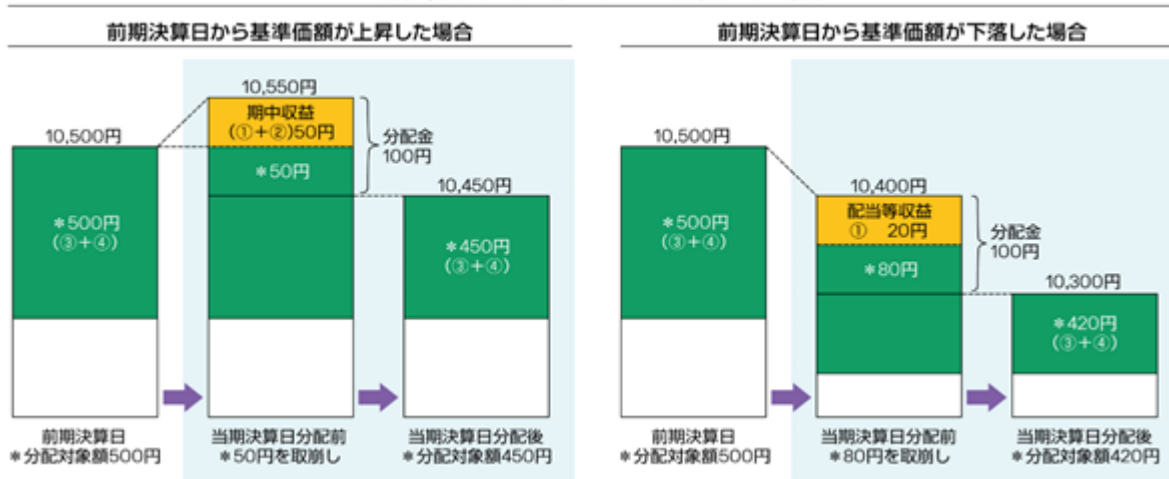 前期決算日から基準価額が上昇した場合
10,550円
期中収益
(①+②)50円
10,500円
分配金
100円
*50円
10,450円
*500円
(③+④)
*450円
(③+④)
前期決算日
*分配対象額500円
当期決算日分配前
*50円を取崩し
当期決算日分配後
*分配対象額450円
前期決算日から基準価額が下落した場合
10,500円
10,400円
配当等収益
① 20円
分配金
100円
*500円
(③+④)
*80円
10,300円
*420円
(③+④)
前期決算日
*分配対象額500円
当期決算日分配前
*80円を取崩し
当期決算日分配後
*分配対象額420円